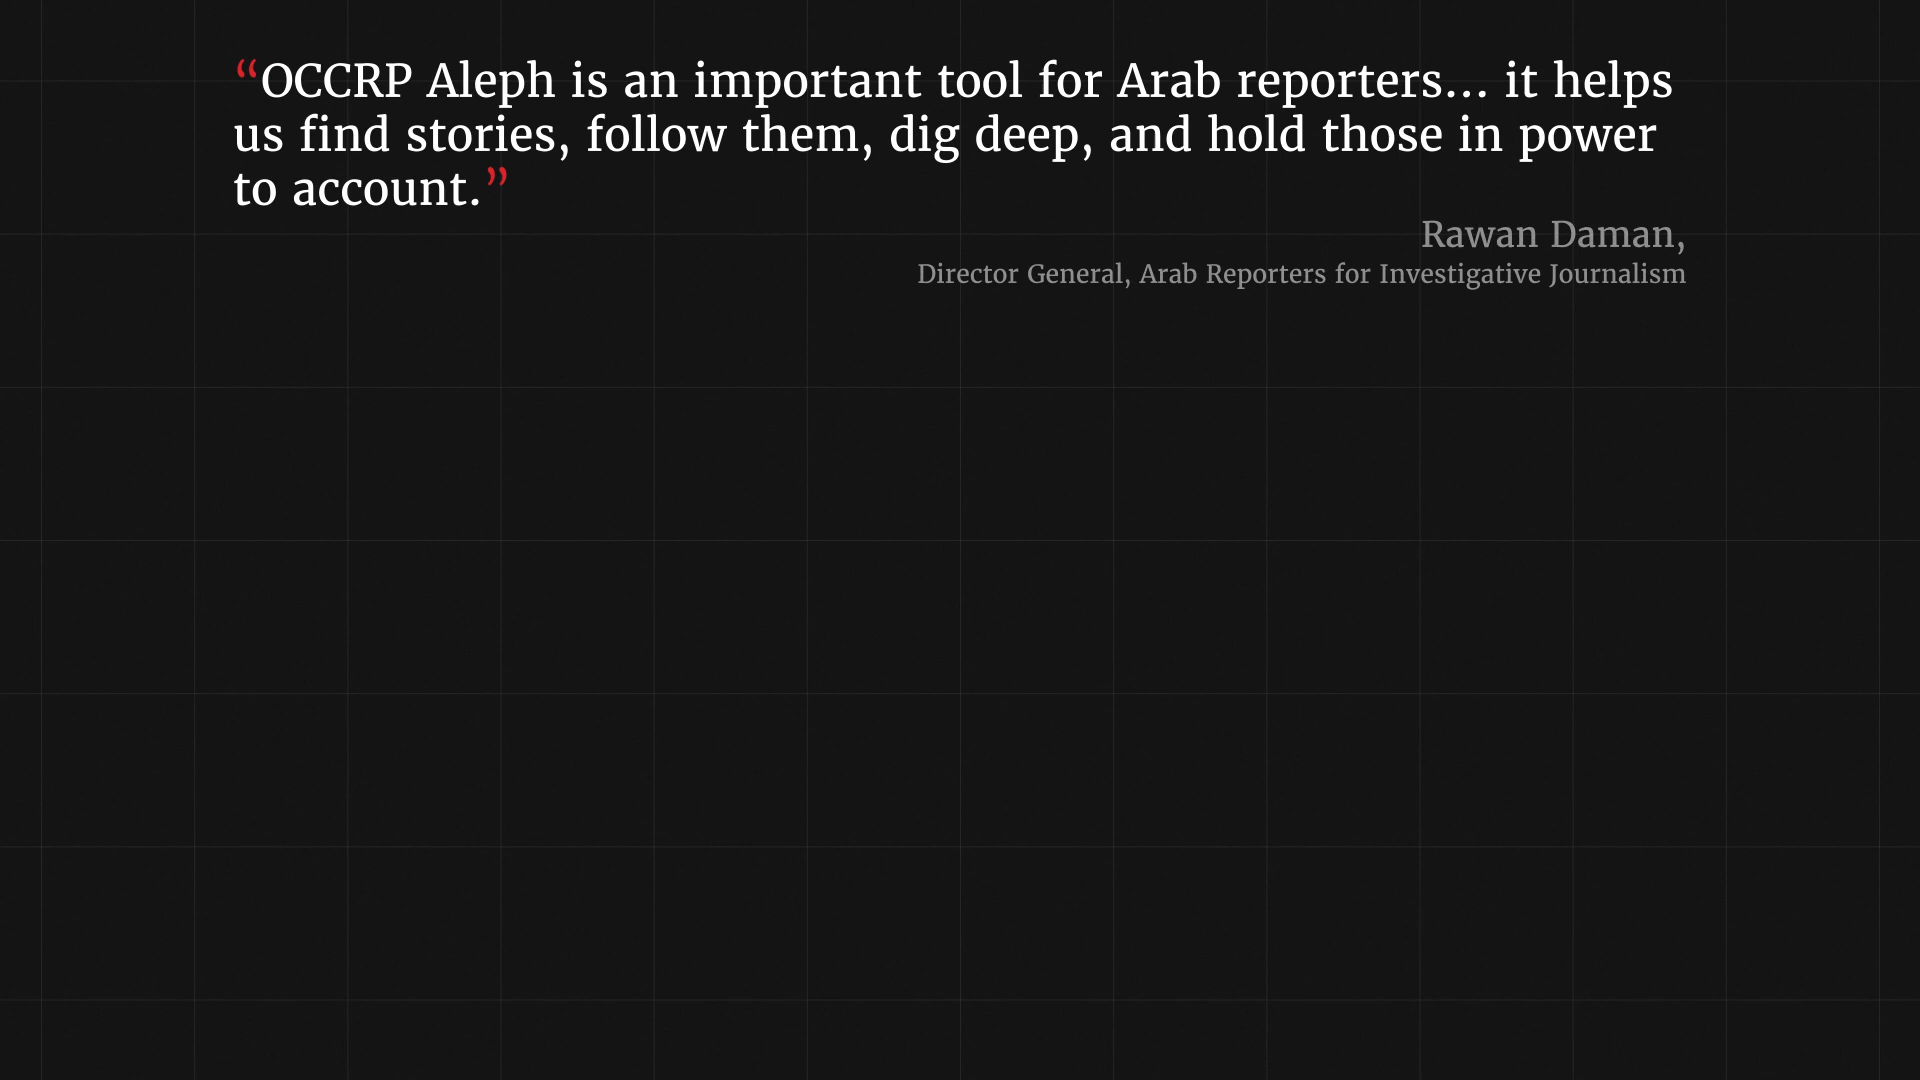 “OCCRP Aleph is an important tool for Arab reporters... it helps
us find stories, follow them, dig deep, and hold those in power
to account.”
Rawan Daman,
Director General, Arab Reporters for Investigative Journalism